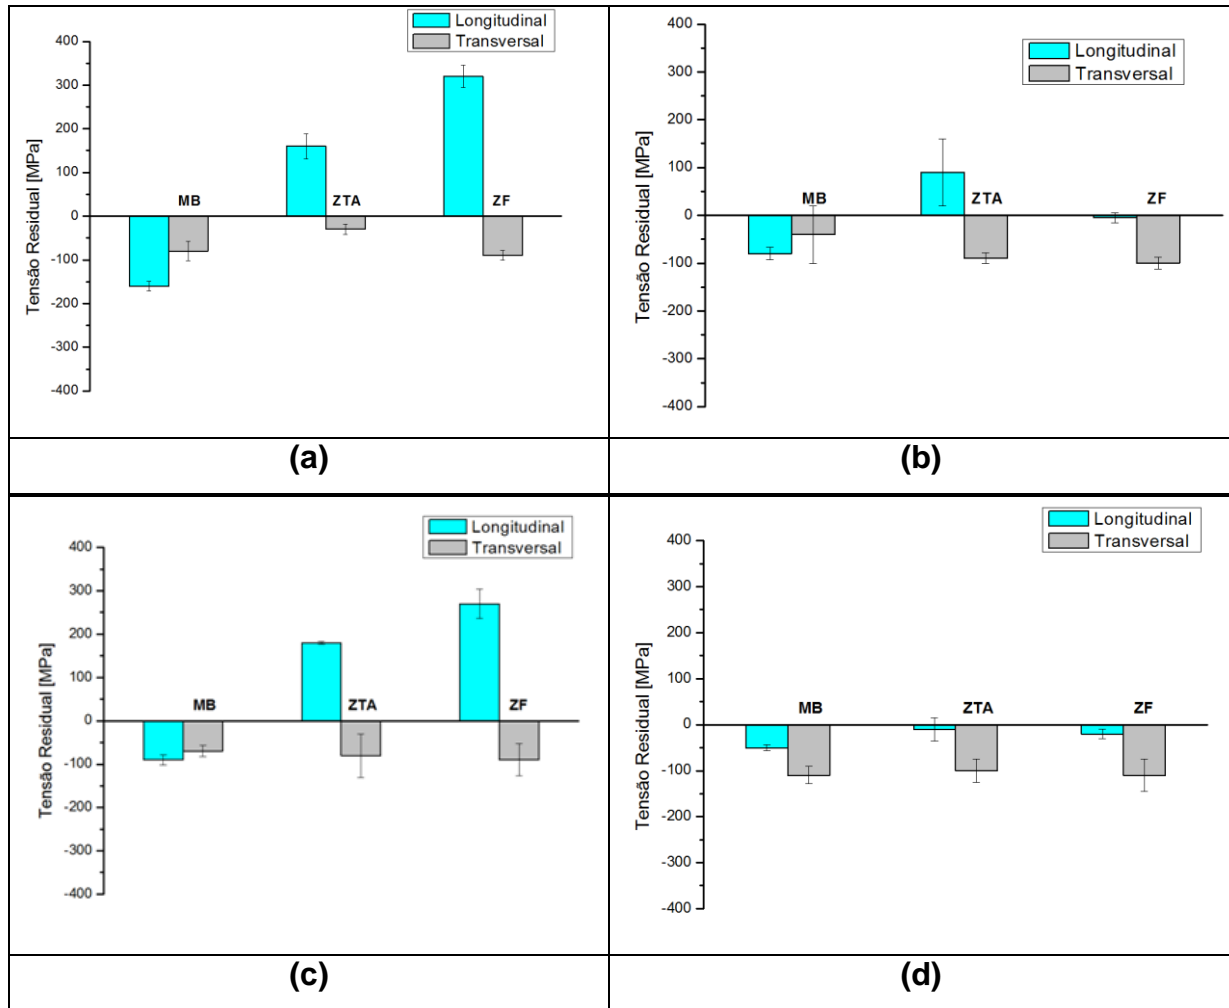 Longitudinal
Transversal
400
300
200
100
0
-100
-200
-300
-400
Tensão Residual [MPa]
MB
ZTA
ZF
Longitudinal
Transversal
400
300
200
100
0
-100
-200
-300
-400
Tensão Residual [MPa]
MB
ZTA
ZF
(a)
(b)
Longitudinal
Transversal
400
300
200
100
0
-100
-200
-300
-400
Tensão Residual [MPa]
MB
ZTA
ZF
Longitudinal
Transversal
400
300
200
100
0
-100
-200
-300
-400
Tensão Residual [MPa]
MB
ZTA
ZF
(c)
(d)